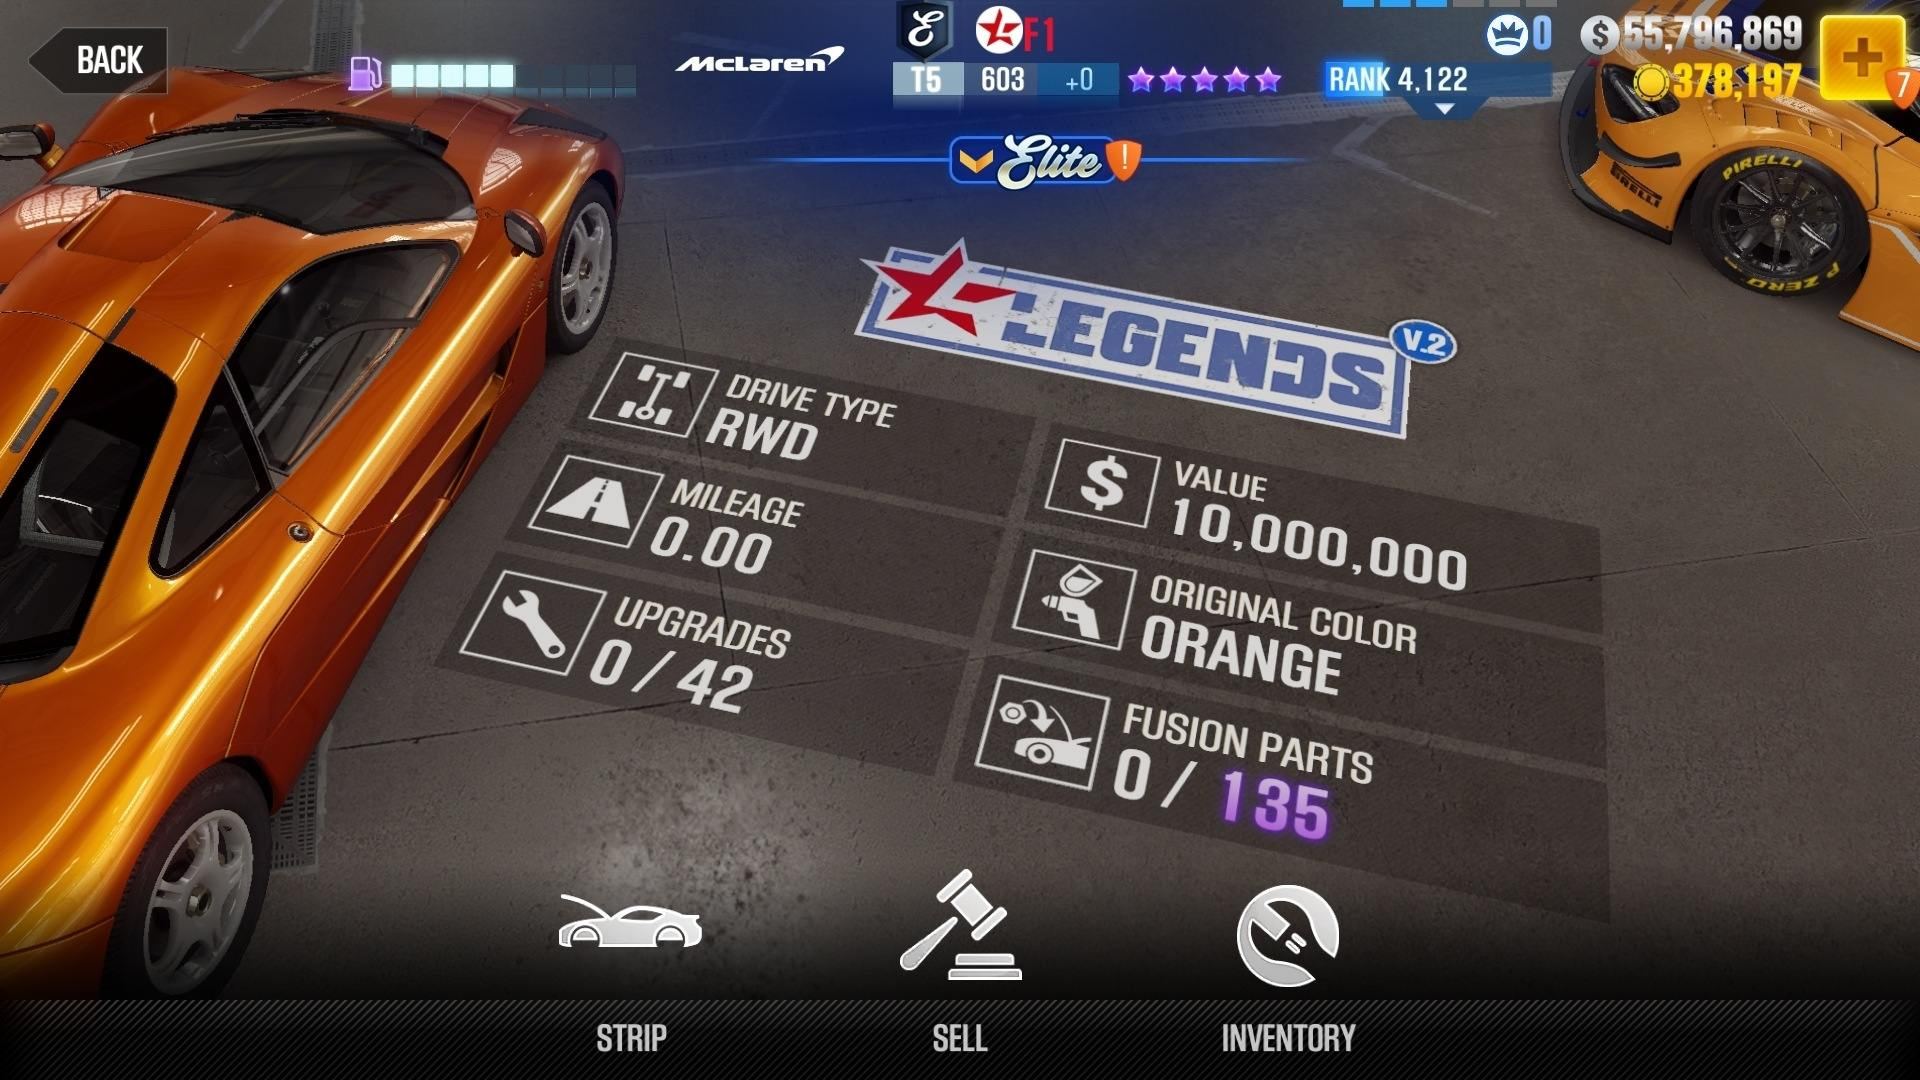 BACK
McLaren
F1
T5 603 +0
RANK 4,122
0
$ 55,796,869
378,197
7
Elite !
LEGENDS V.2
DRIVE TYPE
RWD
MILEAGE
0.00
UPGRADES
0 / 42
$ VALUE
10,000,000
ORIGINAL COLOR
ORANGE
FUSION PARTS
0 / 135
PIRELLI
P ZERO
PIRELLI
STRIP
SELL
INVENTORY